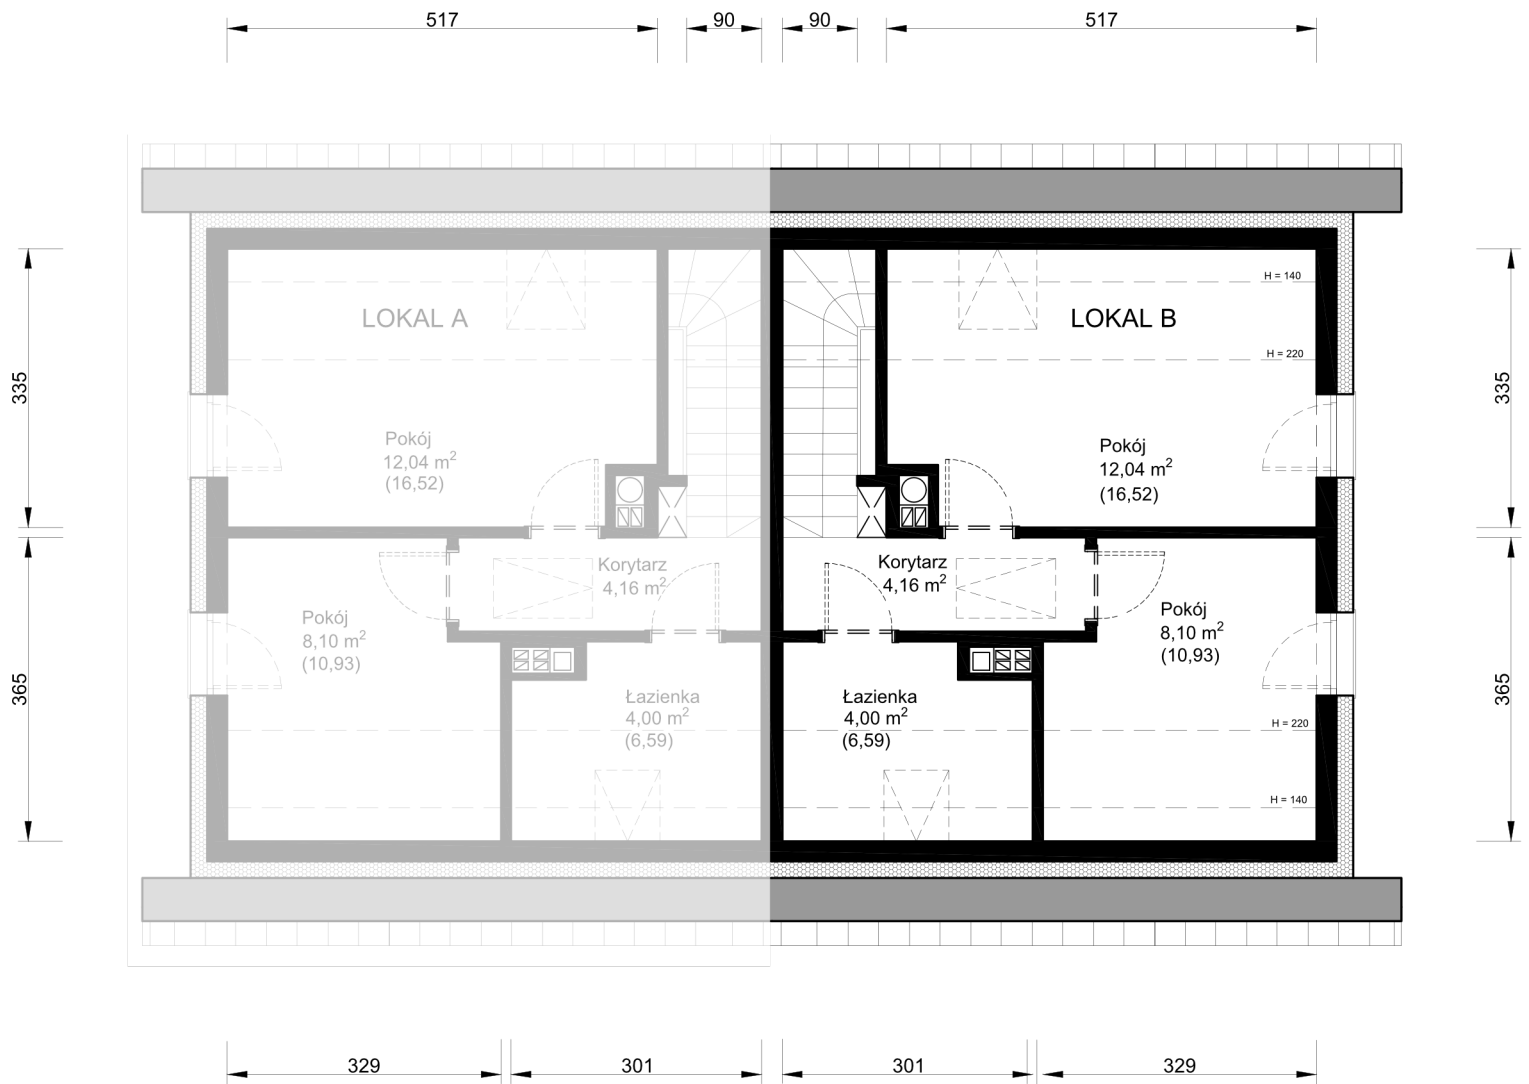 517 90 90 517
H = 140
LOKAL A LOKAL B
H = 220
335 335
Pokój
12,04 m²
(16,52)
Pokój
12,04 m²
(16,52)
Korytarz
4,16 m²
Korytarz
4,16 m²
Pokój
8,10 m²
(10,93)
Pokój
8,10 m²
(10,93)
365 365
Łazienka
4,00 m²
(6,59)
Łazienka
4,00 m²
(6,59)
H = 220
H = 140
329 301 301 329